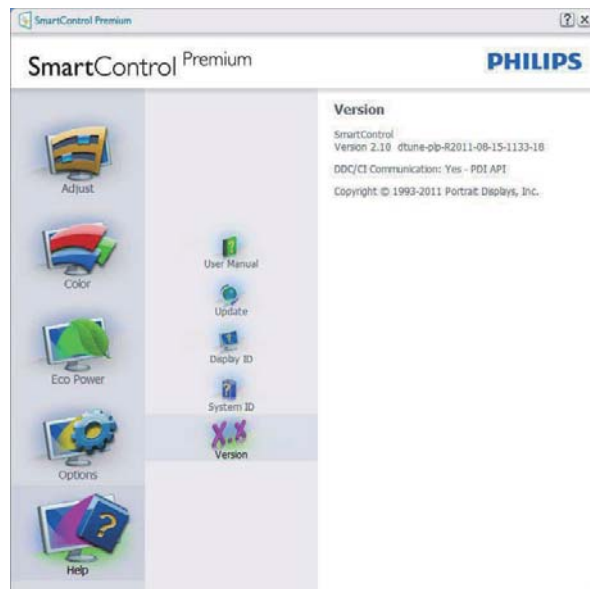 SmartControl Premium
? x
SmartControl Premium
PHILIPS
Adjust
Color
Eco Power
Options
Help
User Manual
Update
Display ID
System ID
X.X
Version
Version
SmartControl
Version 2.10 dtune-plp-R2011-08-15-1133-18
DDC/CI Communication: Yes - PDI API
Copyright © 1993-2011 Portrait Displays, Inc.